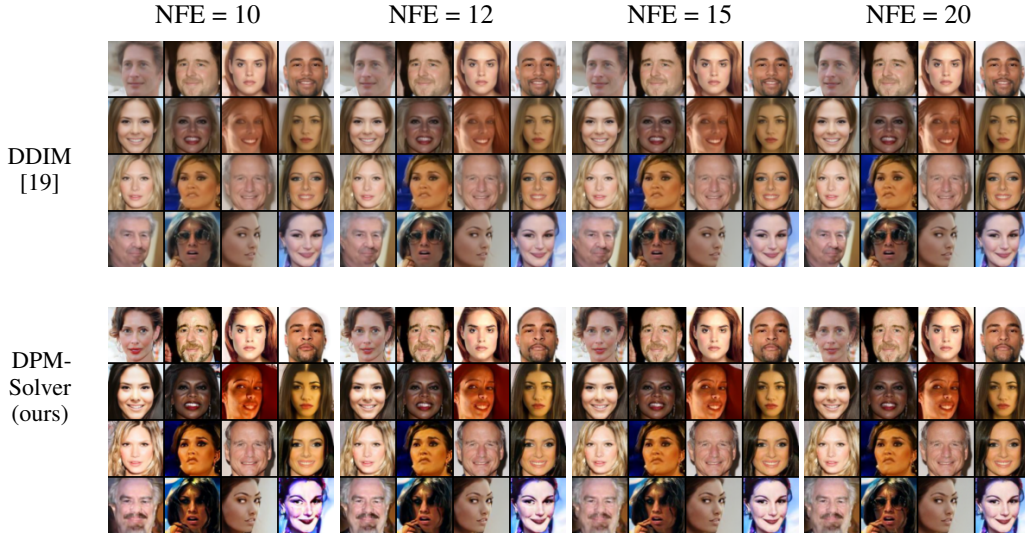 NFE = 10
NFE = 12
NFE = 15
NFE = 20
DDIM
[19]
DPM-
Solver
(ours)